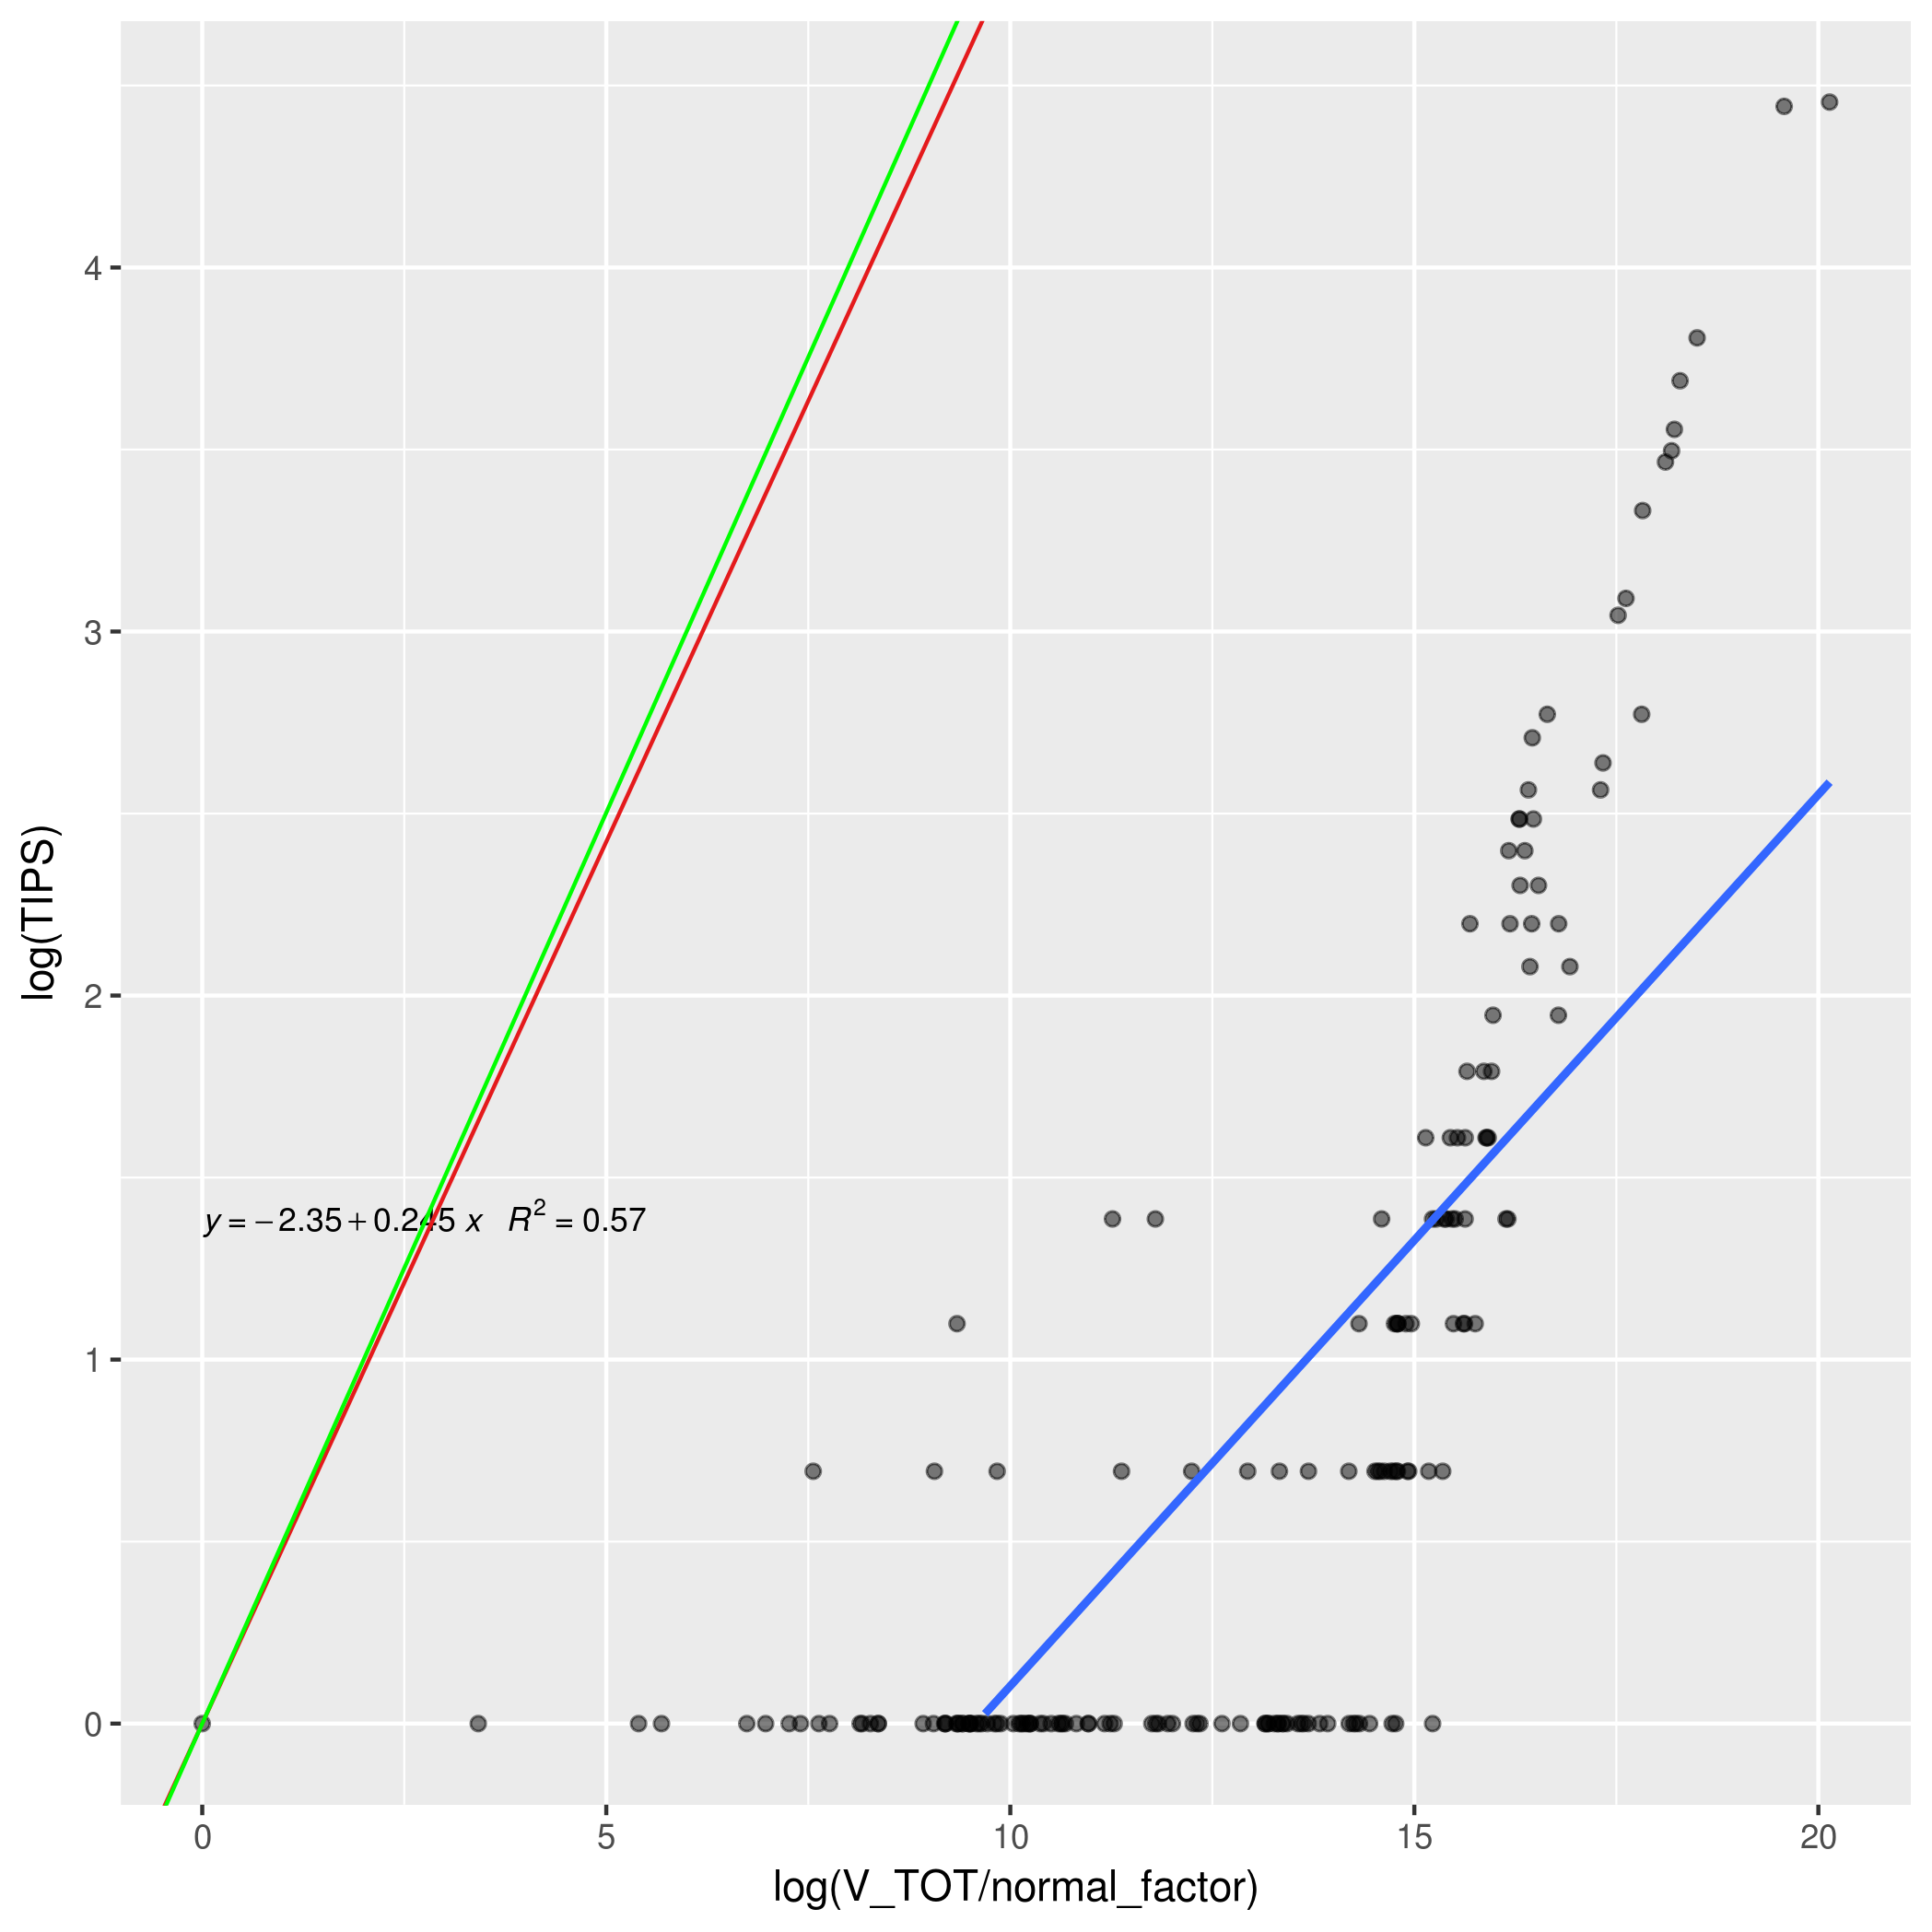 4
3
2
1
0
log(TIPS)
y = −2.35+0.245 x R² = 0.57
0 5 10 15 20
log(V_TOT/normal_factor)